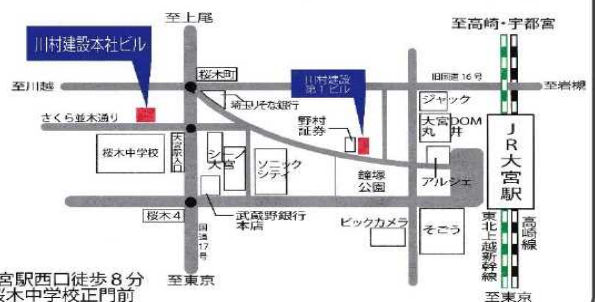 至上尾
至高崎・宇都宮
川村建設本社ビル
桜木町
川村建設
第1ビル
旧国道16号
至川越
至岩槻
埼玉りそな銀行
ジャック
さくら並木通り
野村
証券
大宮 DOM
丸井
JR大宮駅
大宮駅入口
桜木中学校
シーノ
大宮
ソニック
シティ
鐘塚
公園
アルシェ
桜木4
武蔵野銀行
本店
ビックカメラ
そごう
国道17号
東北上越新幹線
高崎線
宮駅西口徒歩8分
桜木中学校正門前
至東京
至東京